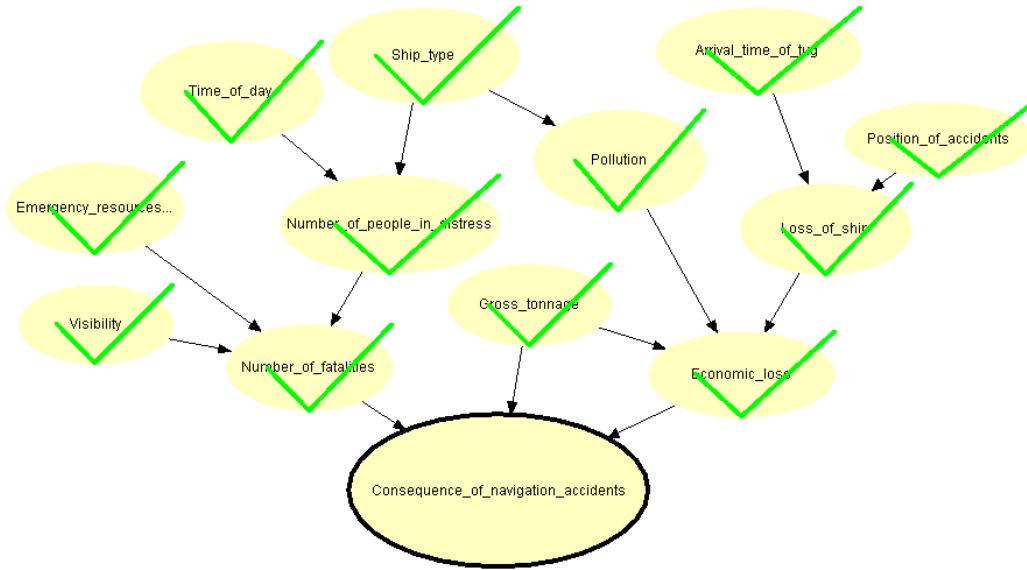 Ship_type
Arrival_time_of_tug
Time_of_day
Position_of_accidents
Pollution
Emergency_resources...
Number_of_people_in_distress
Loss_of_ship
Gross_tonnage
Visibility
Number_of_fatalities
Economic_loss
Consequence_of_navigation_accidents